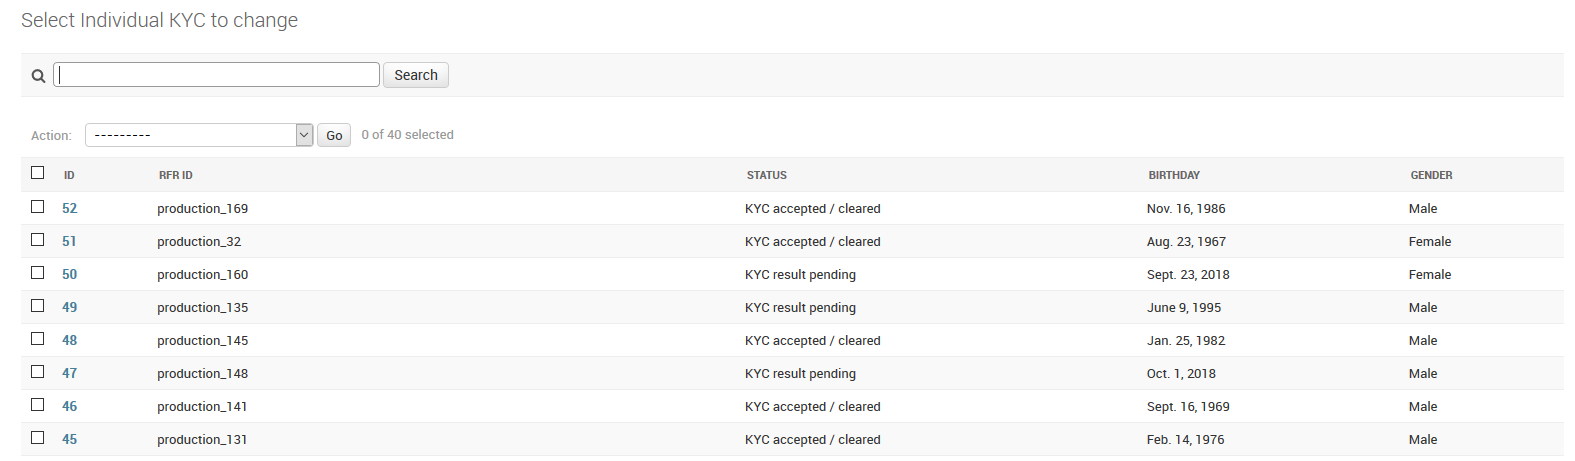 Select Individual KYC to change
Search
Action: --------- Go 0 of 40 selected
ID RFR ID STATUS BIRTHDAY GENDER
52 production_169 KYC accepted / cleared Nov. 16, 1986 Male
51 production_32 KYC accepted / cleared Aug. 23, 1967 Female
50 production_160 KYC result pending Sept. 23, 2018 Female
49 production_135 KYC result pending June 9, 1995 Male
48 production_145 KYC accepted / cleared Jan. 25, 1982 Male
47 production_148 KYC result pending Oct. 1, 2018 Male
46 production_141 KYC accepted / cleared Sept. 16, 1969 Male
45 production_131 KYC accepted / cleared Feb. 14, 1976 Male